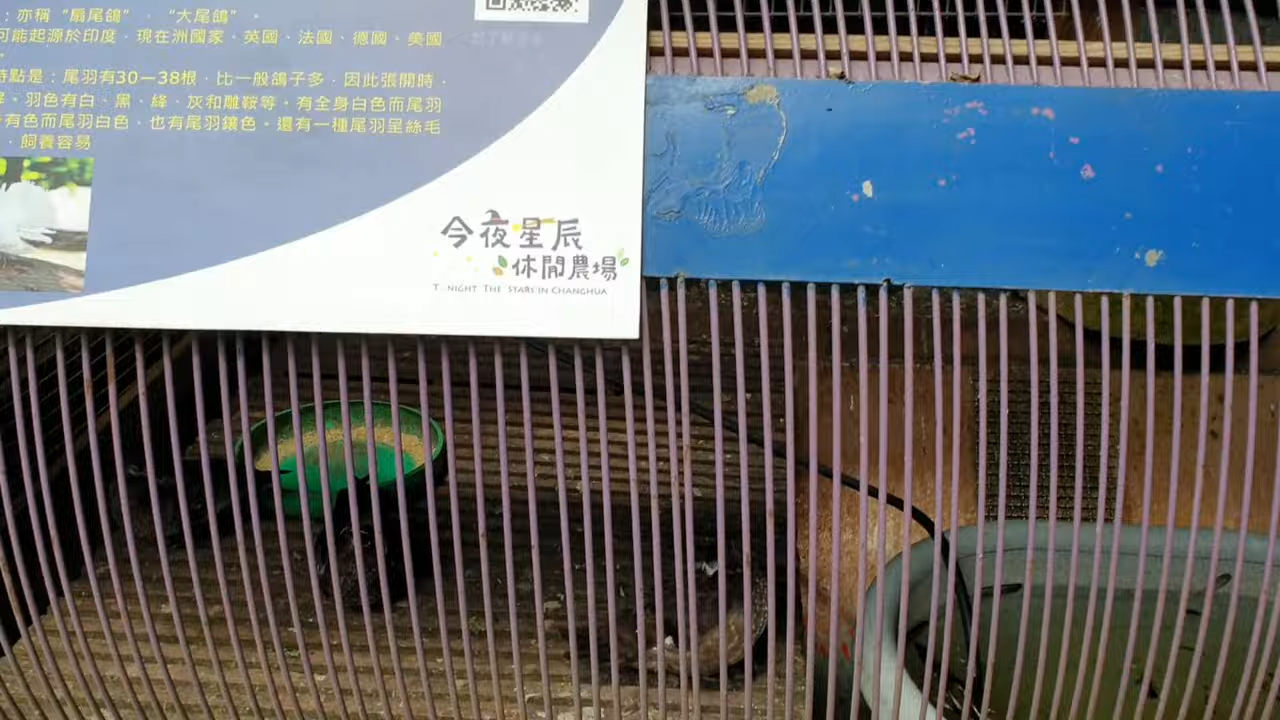 ：亦稱“扇尾鴿”、“大尾鴿”。
可能起源於印度，現在洲國家、英國、法國、德國、美國
特點是：尾羽有30－38根，比一般鴿子多，因此張開時，
羽色有白、黑、絳、灰和雕鞍等。有全身白色而尾羽
有色而尾羽白色，也有尾羽鑲色。還有一種尾羽呈絲毛
，飼養容易
今夜星辰
休閒農場
TONIGHT THE STARS IN CHANGHUA